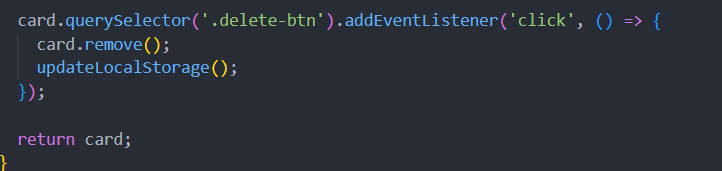 card.querySelector('.delete-btn').addEventListener('click', () => {
  card.remove();
  updateLocalStorage();
});

return card;
}